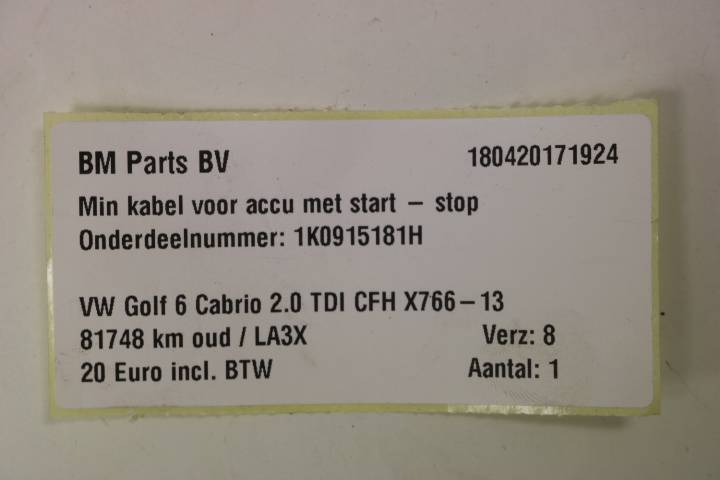 BM Parts BV 180420171924
Min kabel voor accu met start – stop
Onderdeelnummer: 1K0915181H
VW Golf 6 Cabrio 2.0 TDI CFH X766–13
81748 km oud / LA3X Verz: 8
20 Euro incl. BTW Aantal: 1